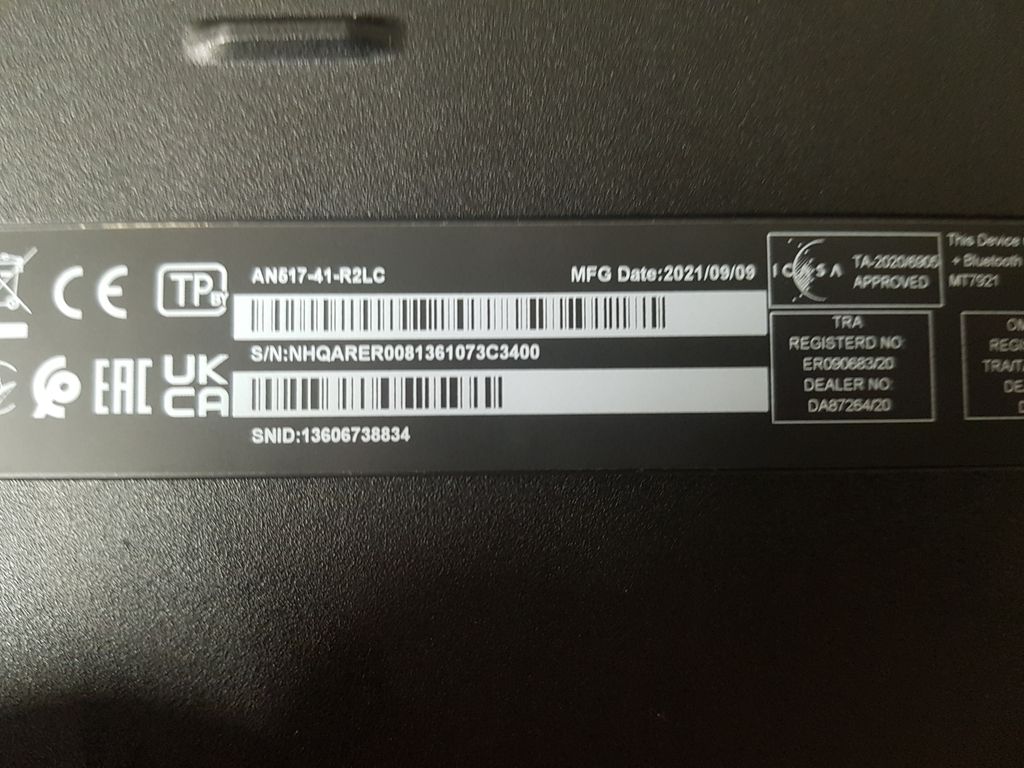 CE
TP
BY
AN517-41-R2LC
MFG Date:2021/09/09
S/N:NHQARER0081361073C3400
EAC
UK
CA
SNID:13606738834
ICASA
TA-2020/6905
APPROVED
TRA
REGISTERD NO:
ER090683/20
DEALER NO:
DA87264/20
This Device
+ Bluetooth
MT7921